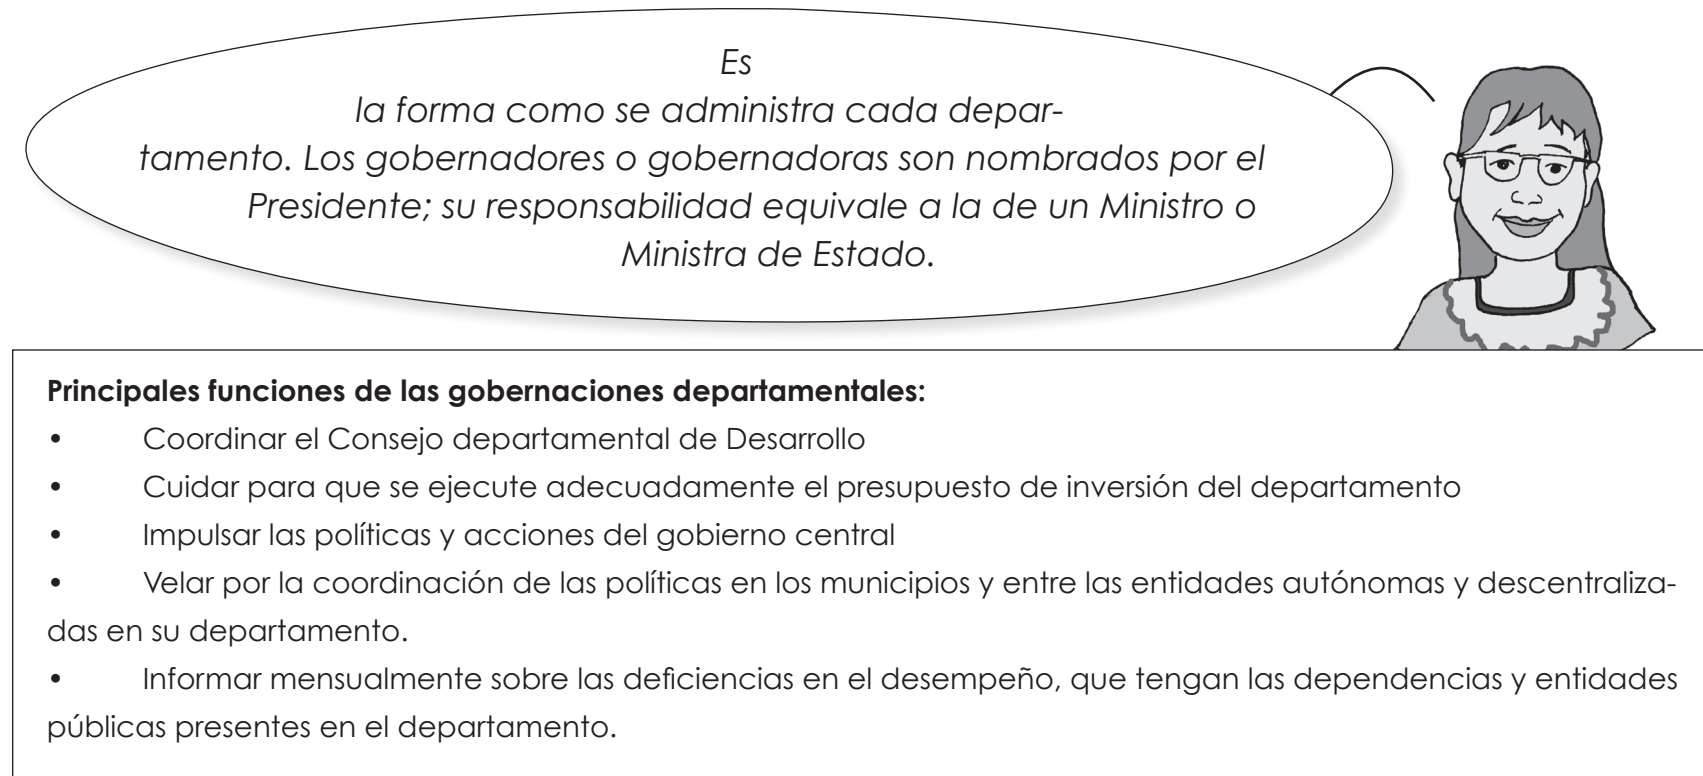 Es
la forma como se administra cada depar-
tamento. Los gobernadores o gobernadoras son nombrados por el
Presidente; su responsabilidad equivale a la de un Ministro o
Ministra de Estado.
Principales funciones de las gobernaciones departamentales:
• Coordinar el Consejo departamental de Desarrollo
• Cuidar para que se ejecute adecuadamente el presupuesto de inversión del departamento
• Impulsar las políticas y acciones del gobierno central
• Velar por la coordinación de las políticas en los municipios y entre las entidades autónomas y descentraliza-
das en su departamento.
• Informar mensualmente sobre las deficiencias en el desempeño, que tengan las dependencias y entidades
públicas presentes en el departamento.